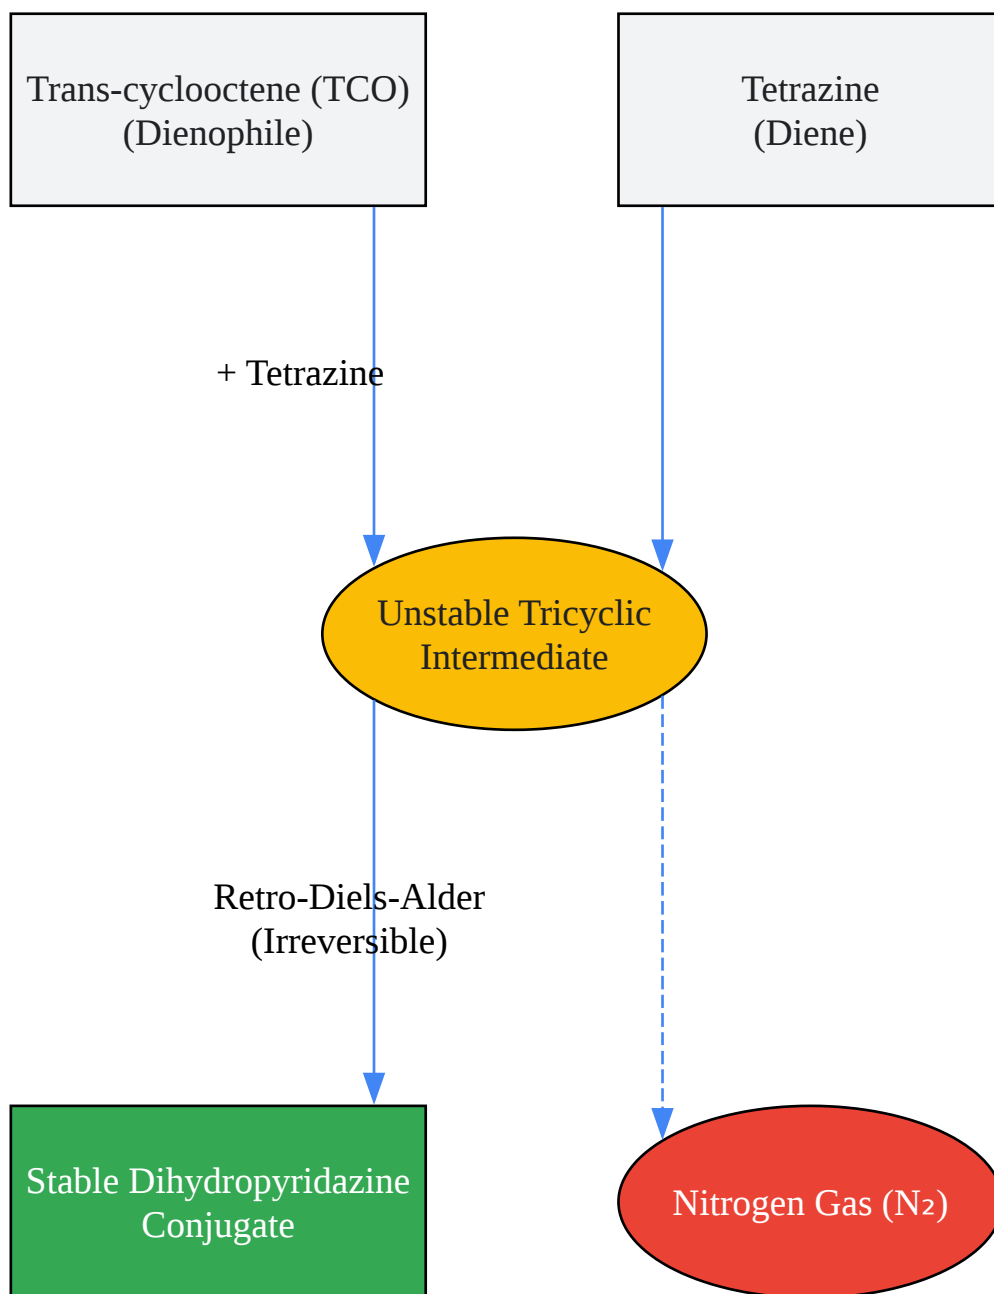 Trans-cyclooctene (TCO)
(Dienophile)
Tetrazine
(Diene)
+ Tetrazine
Unstable Tricyclic
Intermediate
Retro-Diels-Alder
(Irreversible)
Stable Dihydropyridazine
Conjugate
Nitrogen Gas (N₂)